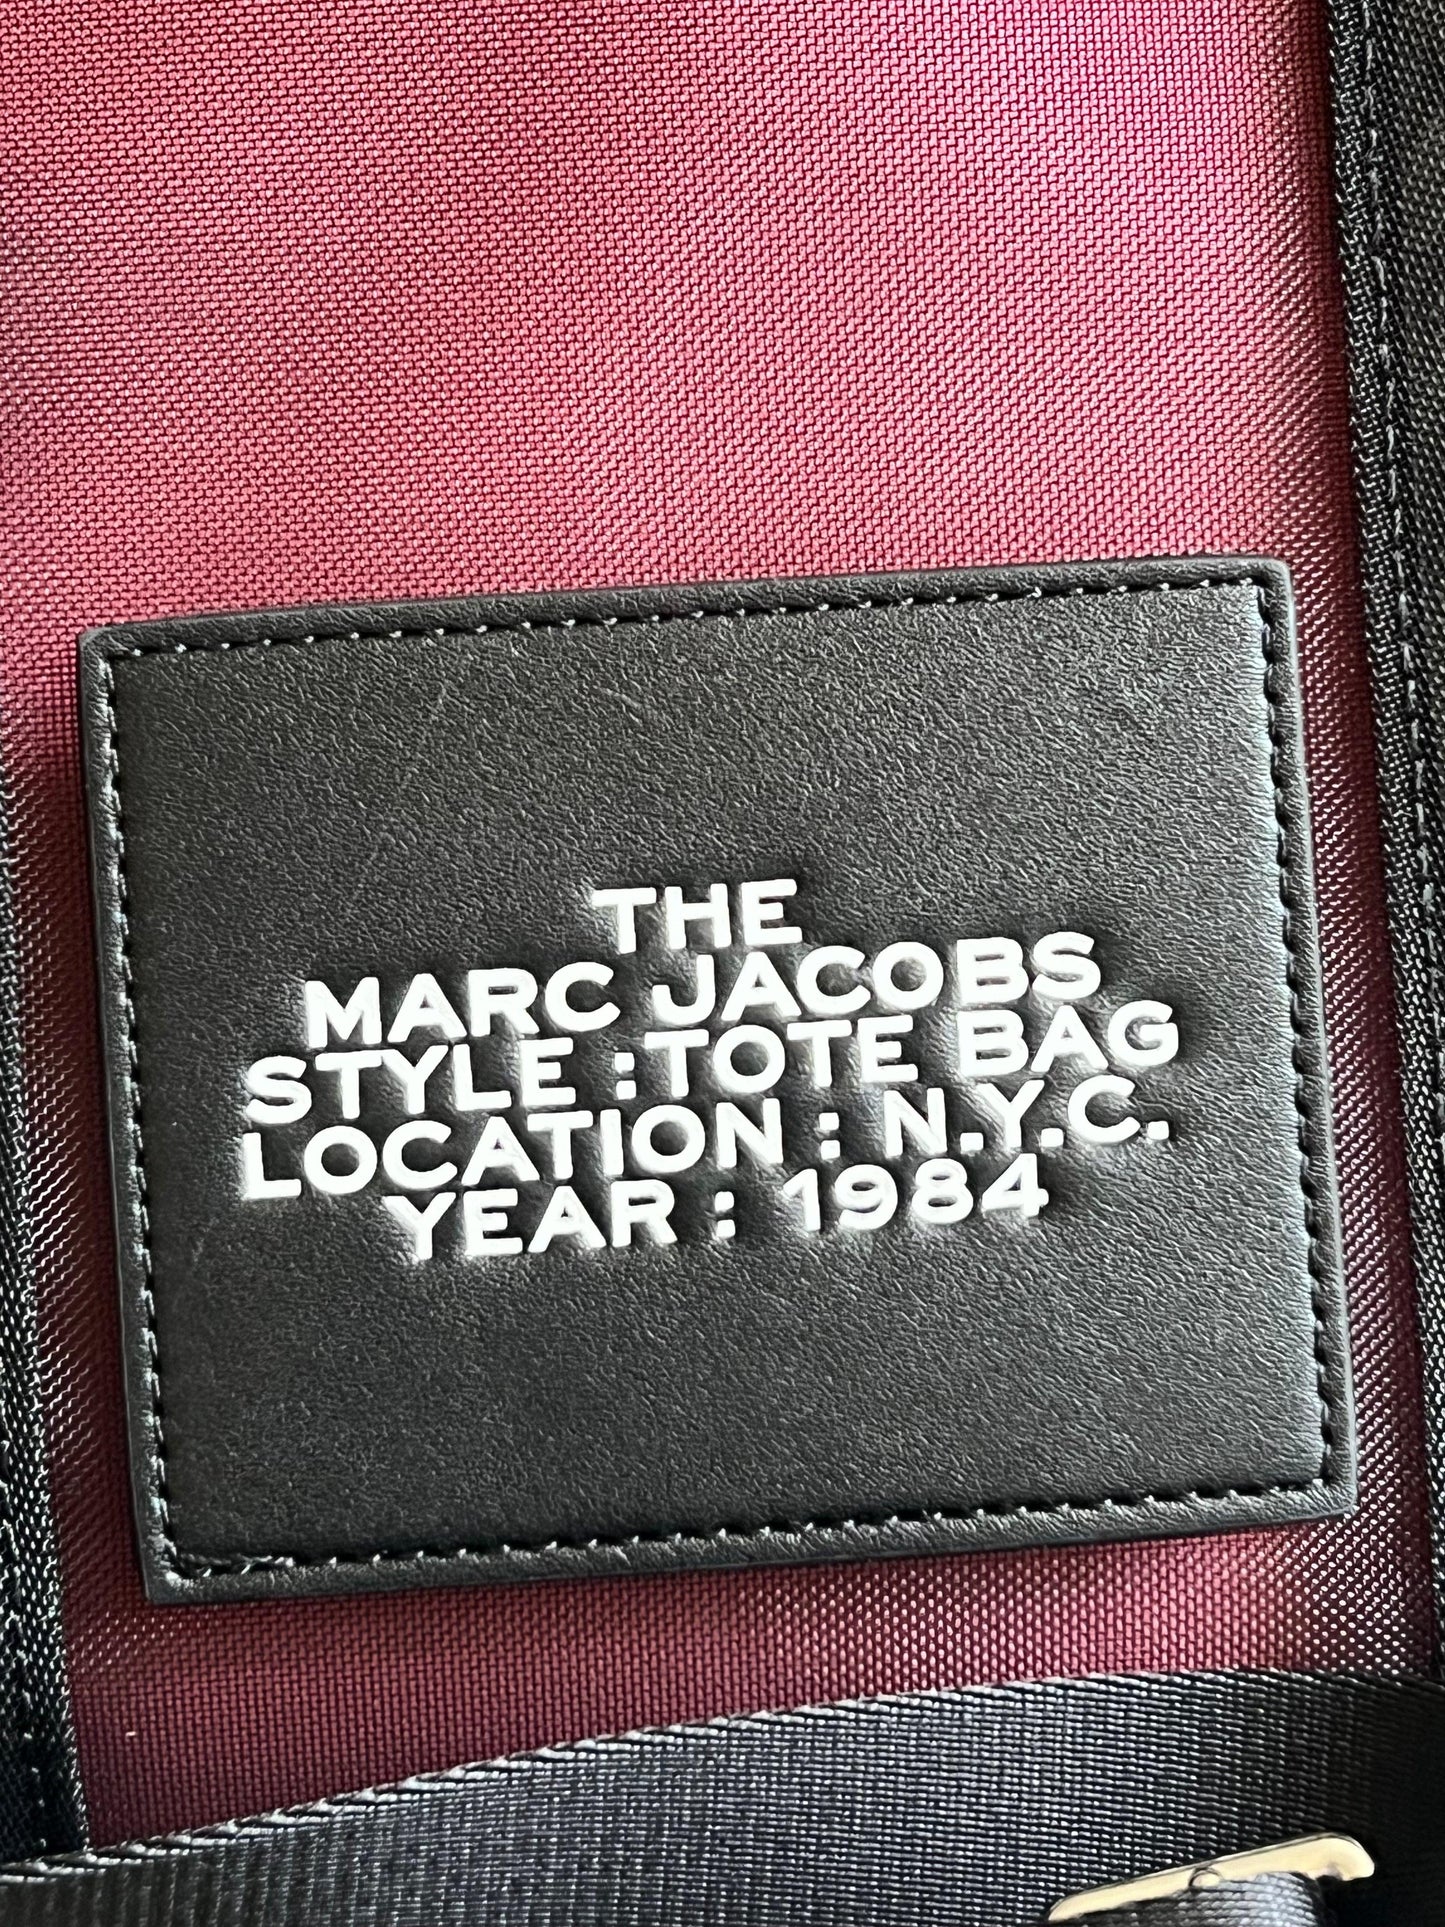 THE
MARC JACOBS
STYLE :TOTE BAG
LOCATION : N.Y.C.
YEAR : 1984